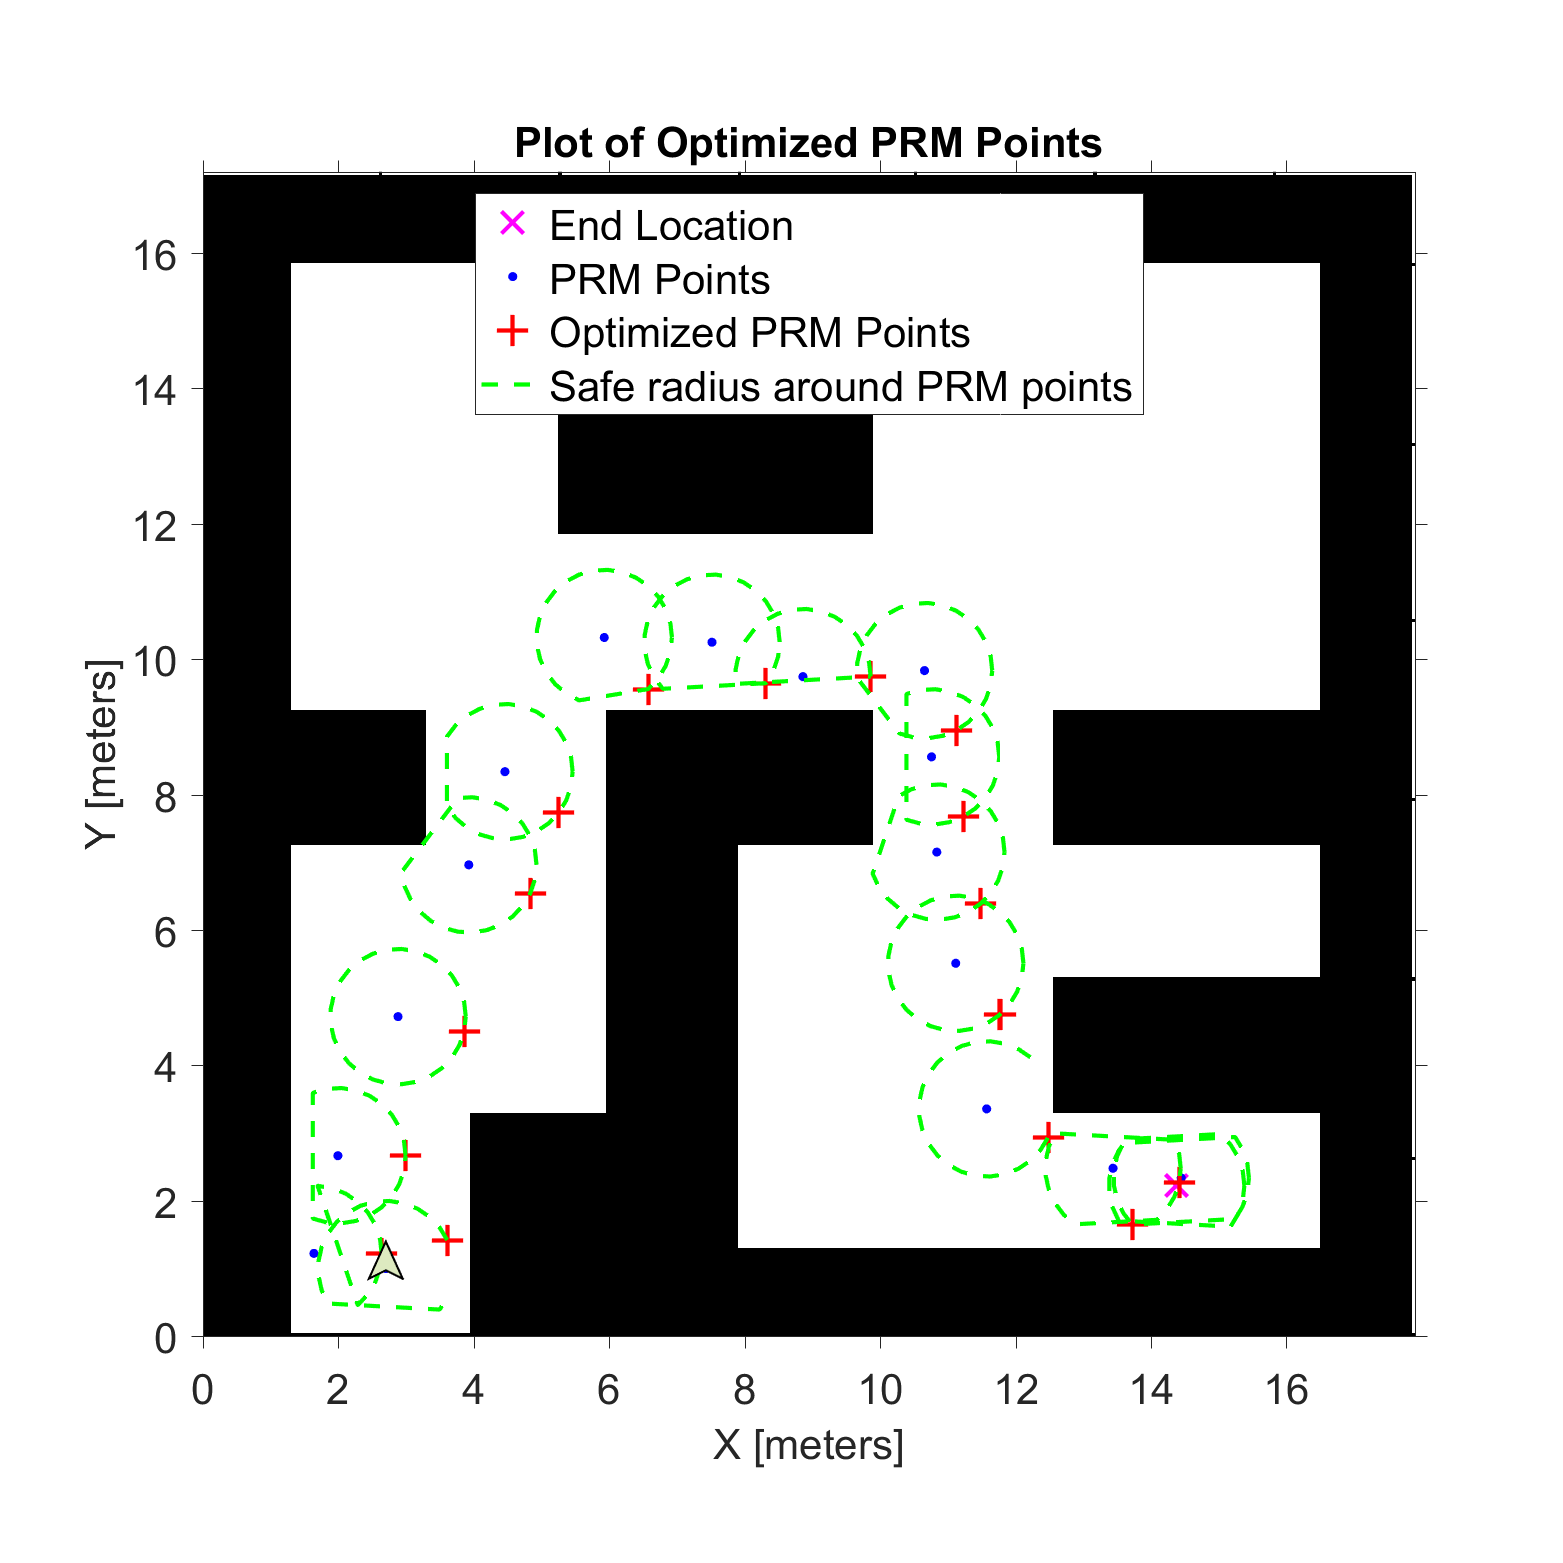 Plot of Optimized PRM Points
End Location
PRM Points
Optimized PRM Points
Safe radius around PRM points
16
14
12
10
8
6
4
2
0
Y [meters]
0 2 4 6 8 10 12 14 16
X [meters]